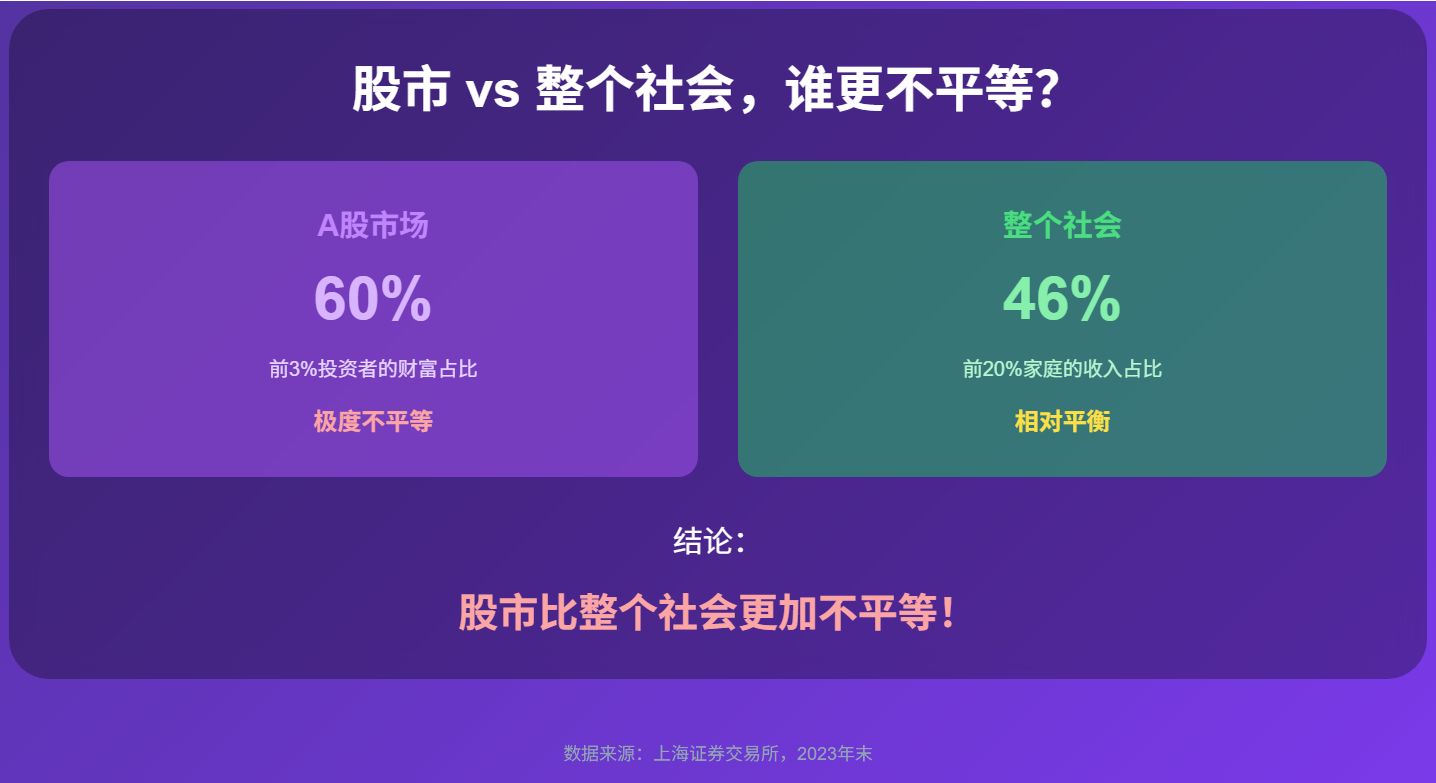 股市 vs 整个社会，谁更不平等？
A股市场
60%
前3%投资者的财富占比
极度不平等
整个社会
46%
前20%家庭的收入占比
相对平衡
结论：
股市比整个社会更加不平等！
数据来源：上海证券交易所，2023年末